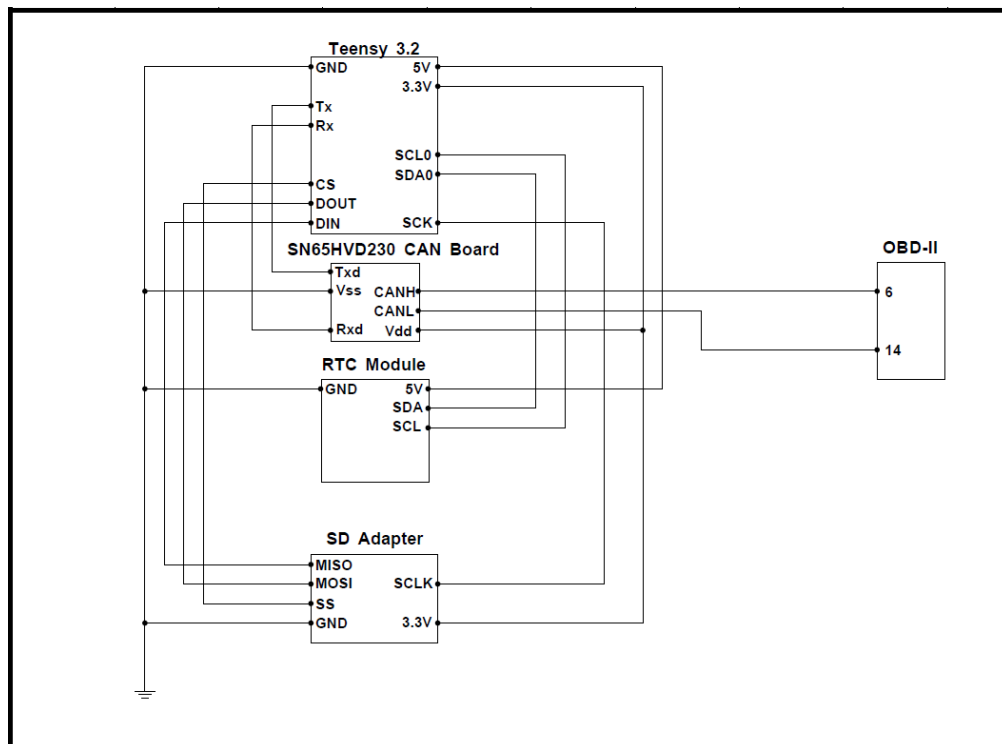 Teensy 3.2
GND 5V
3.3V
Tx
Rx
SCL0
SDA0
CS
DOUT
DIN SCK
SN65HVD230 CAN Board
OBD-II
Txd
Vss CANH
6
CANL
Rxd Vdd
14
RTC Module
GND 5V
SDA
SCL
SD Adapter
MISO
MOSI SCLK
SS
GND 3.3V